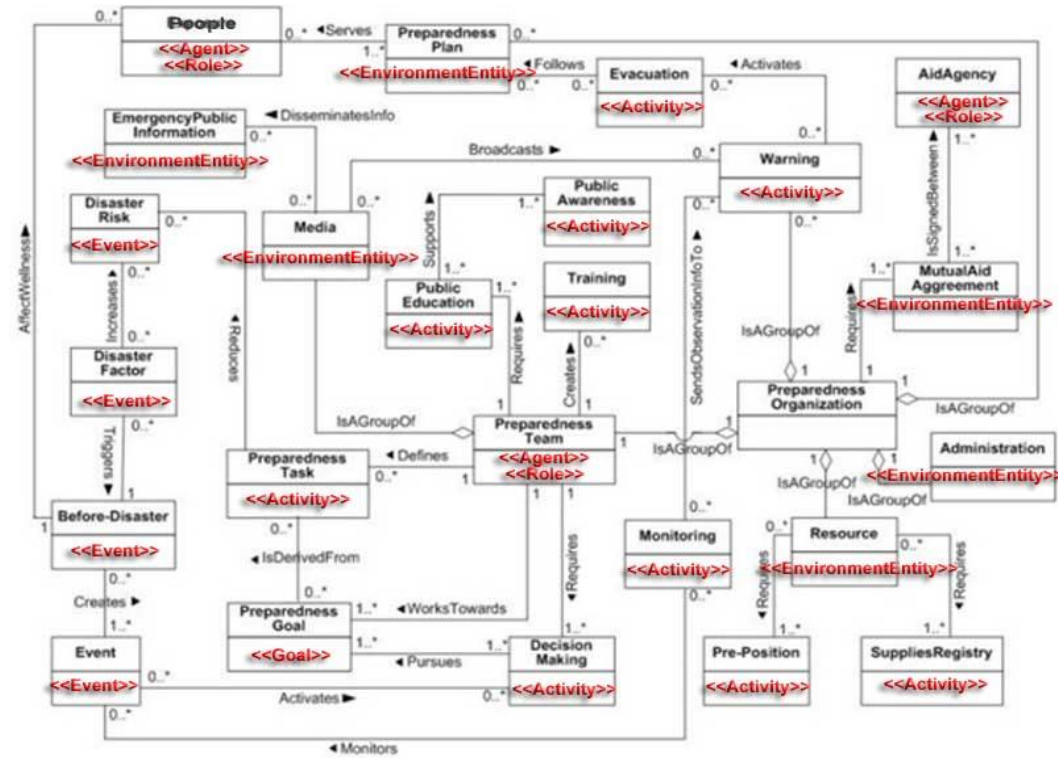 People
<<Agent>>
<<Role>>
0..*
0..*
◄Serves
1..*
Preparedness
Plan
<<EnvironmentEntity>>
0..*
0..*
◄Follows
0..*
Evacuation
<<Activity>>
0..*
◄Activates
0..*
AidAgency
<<Agent>>
<<Role>>
1..*
IsSignedBetween
1..*
EmergencyPublic
Information
<<EnvironmentEntity>>
0..*
◄DisseminatesInfo
0..*
Broadcasts ►
0..*
0..*
Warning
<<Activity>>
0..*
0..*
Disaster
Risk
<<Event>>
0..*
0..*
Media
<<EnvironmentEntity>>
Supports
1..*
1..*
Public
Awareness
<<Activity>>
Public
Education
<<Activity>>
1..*
Training
<<Activity>>
0..*
SendsObservationInfoTo
MutualAid
Aggreement
<<EnvironmentEntity>>
1..*
Requires
1
AffectWellness
Increases
0..*
Reduces
Requires
1
Creates
1
IsAGroupOf
1
Disaster
Factor
<<Event>>
0..*
Triggers
1
IsAGroupOf
Preparedness
Team
<<Agent>>
<<Role>>
1
IsAGroupOf
1
Preparedness
Organization
1
IsAGroupOf
Preparedness
Task
<<Activity>>
0..*
◄Defines
1
1
1
0..*
IsAGroupOf
IsAGroupOf
Administration
<<EnvironmentEntity>>
Before-Disaster
<<Event>>
1
0..*
0..*
Monitoring
<<Activity>>
0..*
Resource
<<EnvironmentEntity>>
0..*
0..*
◄IsDerivedFrom
0..*
Requires
1..*
Requires
1..*
Requires
1..*
Creates ►
1..*
Preparedness
Goal
<<Goal>>
1..*
◄WorksTowards
1..*
◄Pursues
1..*
Decision
Making
<<Activity>>
0..*
Event
<<Event>>
0..*
Activates ►
0..*
Pre-Position
<<Activity>>
SuppliesRegistry
<<Activity>>
◄Monitors